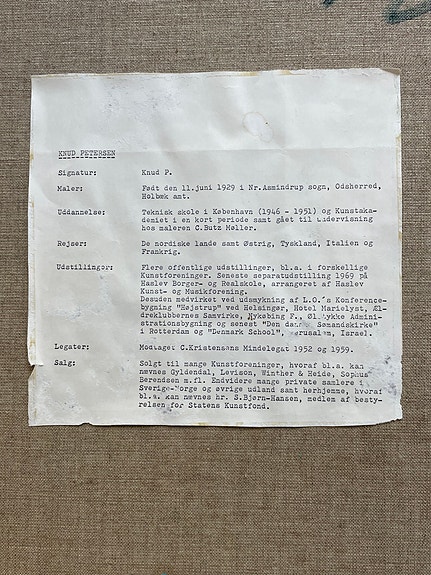 KNUD PETERSEN
Signatur: Knud P.
Maler: Født den 11.juni 1929 i Nr.Asmindrup sogn, Odsherred,
Holbæk amt.
Uddannelse: Teknisk skole i København (1946 - 1951) og Kunstaka-
demiet i en kort periode samt gået til undervisning
hos maleren C.Butz Møller.
Rejser: De nordiske lande samt Østrig, Tyskland, Italien og
Frankrig.
Udstillinger: Flere offentlige udstillinger, bl.a. i forskellige
Kunstforeninger. Seneste separatudstilling 1969 på
Haslev Borger- og Realskole, arrangeret af Haslev
Kunst- og Musikforening.
Desuden medvirket ved udsmykning af L.O.'s Konference-
bygning "Højstrup" ved Helsingør, Hotel Marielyst, Æl-
dreklubbernes Samvirke, Nykøbing F., Ølstykke Admini-
strationsbygning og senest "Den danske Sømandskirke"
i Rotterdam og "Denmark School", Jerusalem, Israel.
Legater: Modtaget C.Kristensens Mindelegat 1952 og 1959.
Salg: Solgt til mange Kunstforeninger, hvoraf bl.a. kan
nævnes Gyldendal, Levison, Winther & Heide, Sophus
Berendsen m.fl. Endvidere mange private samlere i
Sverige-Norge og øvrige udland samt herhjemme, hvoraf
bl.a. kan nævnes hr. S.Bjørn-Hansen, medlem af besty-
relsen for Statens Kunstfond.